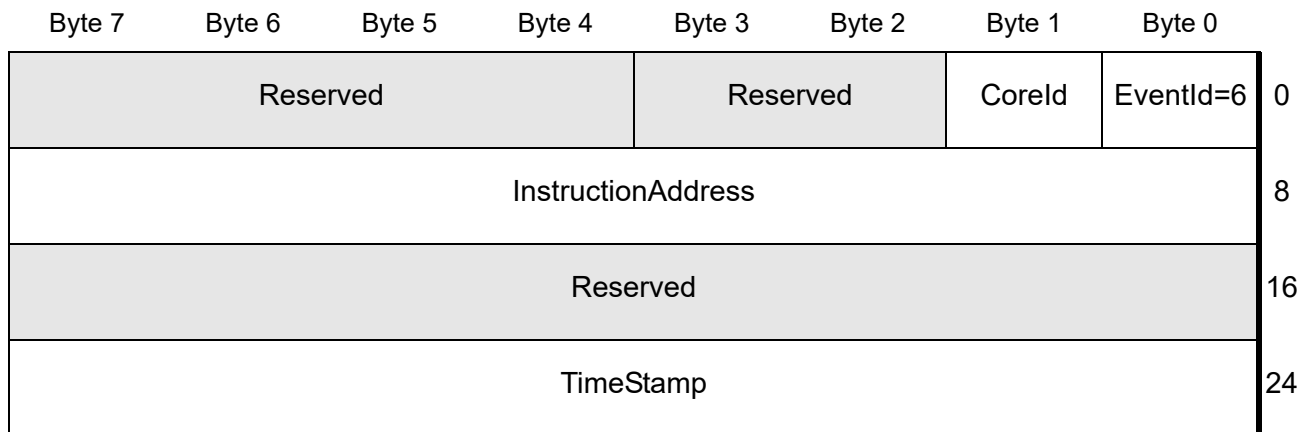 Byte 7 Byte 6 Byte 5 Byte 4 Byte 3 Byte 2 Byte 1 Byte 0
Reserved Reserved CoreId EventId=6 0
InstructionAddress 8
Reserved 16
TimeStamp 24